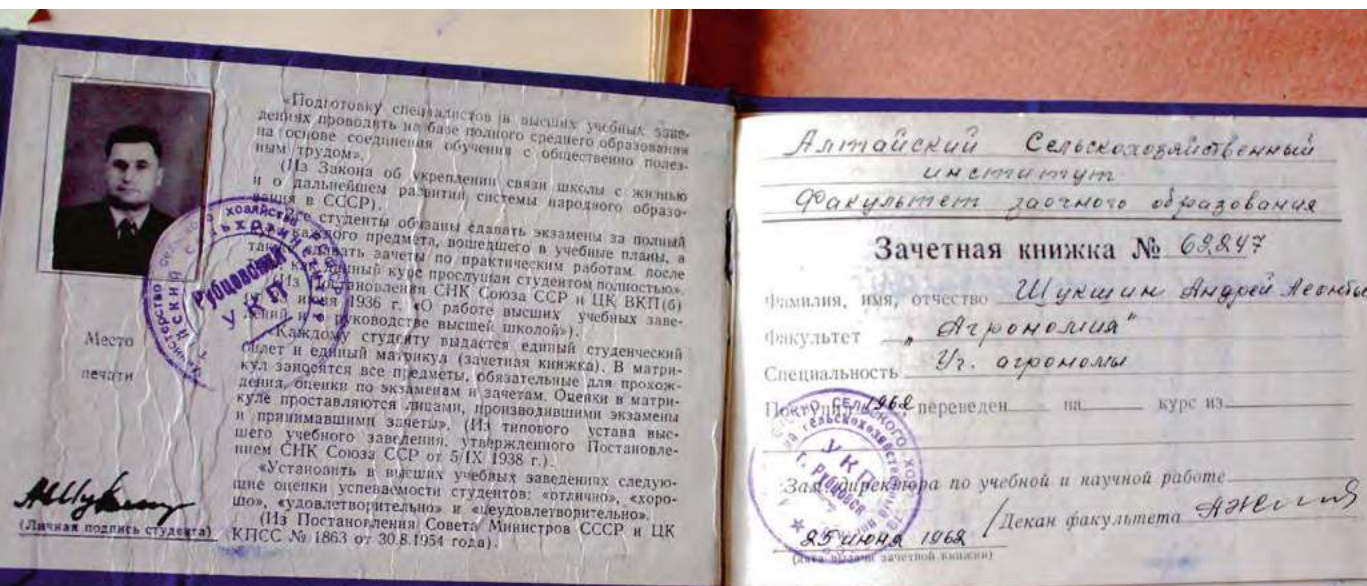 «Подготовку специалистов в высших учебных заве-
дениях проводить на базе полного среднего образования
на основе соединения обучения с общественно полез-
ным трудом».
(Из Закона об укреплении связи школы с жизнью
и о дальнейшем развитии системы народного образо-
вания в СССР).
«Все студенты обязаны сдавать экзамены за полный
каждого предмета, вошедшего в учебные планы, а
сдавать зачеты по практическим работам, после
как данный курс прослушан студентом полностью».
(Из Постановления СНК Союза ССР и ЦК ВКП(б)
июня 1936 г. «О работе высших учебных заве-
дений и о руководстве высшей школой»).
«Каждому студенту выдается единый студенческий
билет и единый матрикул (зачетная книжка). В матри-
кул заносятся все предметы, обязательные для прохож-
дения, оценки по экзаменам и зачетам. Оценки в матри-
куле проставляются лицами, производившими экзамены
и принимавшими зачеты». (Из типового устава выс-
шего учебного заведения, утвержденного Постановле-
нием СНК Союза ССР от 5/IX 1938 г.).
«Установить в высших учебных заведениях следую-
щие оценки успеваемости студентов: «отлично», «хоро-
шо», «удовлетворительно» и «неудовлетворительно».
(Из Постановления Совета Министров СССР и ЦК
КПСС № 1863 от 30.8.1954 года).
Рубцовский
УКП
Место
печати
(Личная подпись студента)
Алтайский Сельскохозяйственный
институт
Факультет заочного образования
Зачетная книжка №
Фамилия, имя, отчество Шукшин Андрей Леонтье
Факультет „Агрономия"
Специальность Уч. агрономы
Поступил 1962 переведен на курс из
УКП
г. Рубцовск
Зам. директора по учебной и научной работе
/Декан факультета
25 июня 1962
(дата выдачи зачетной книжки)